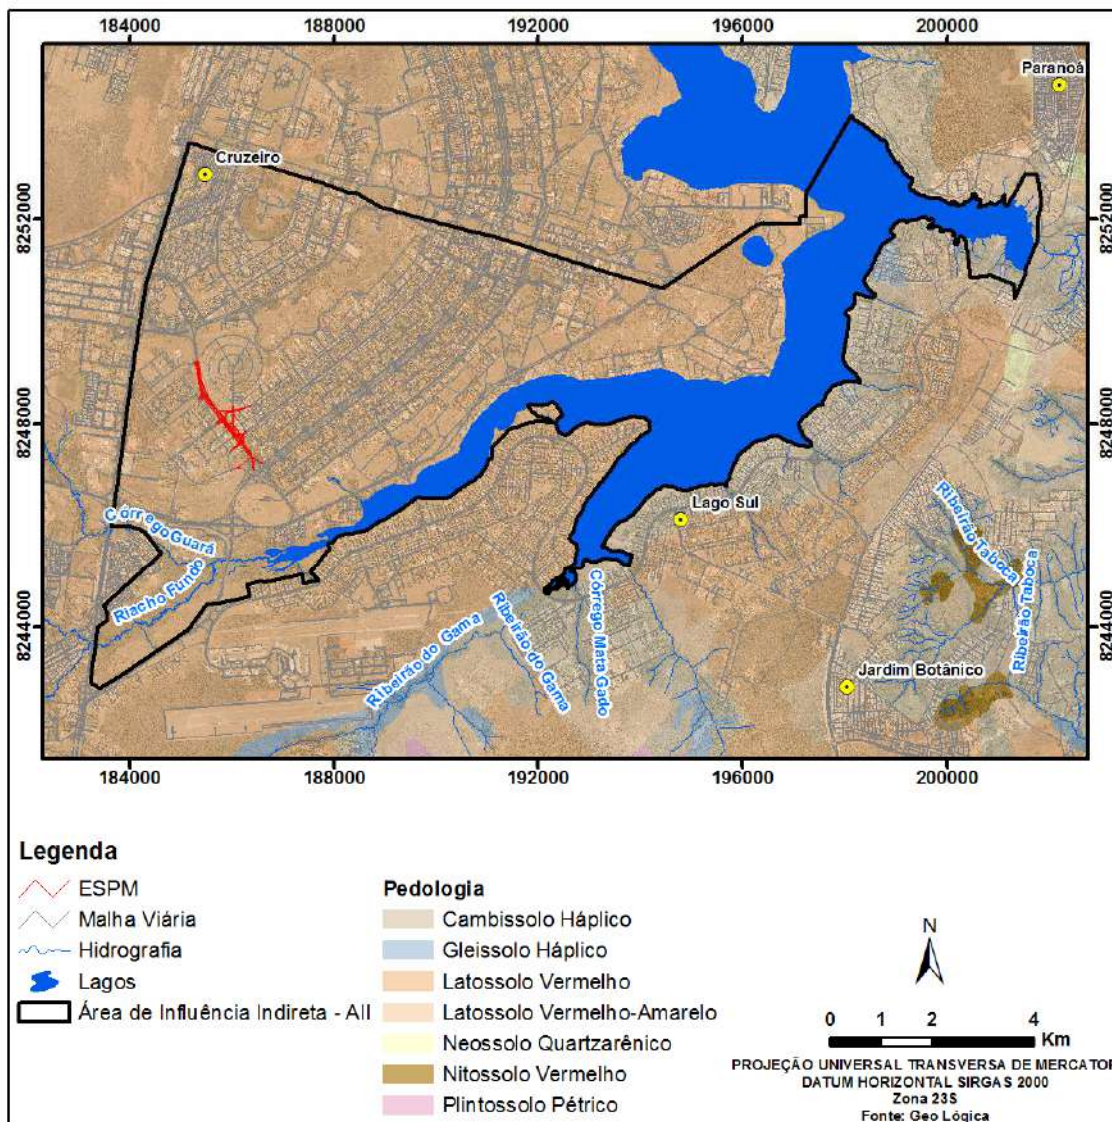 184000 188000 192000 196000 200000
Paranoá
Cruzeiro
8252000 8252000
8248000 8248000
Lago Sul
Córrego Guará
Riacho Fundo
Ribeirão Taboca
Ribeirão Taboca
8244000 8244000
Ribeirão do Gama
Ribeirão do Gama
Córrego Mata Gado
Jardim Botânico
184000 188000 192000 196000 200000
Legenda
ESPM
Malha Viária
Hidrografia
Lagos
Área de Influência Indireta - AII
Pedologia
Cambissolo Háplico
Gleissolo Háplico
Latossolo Vermelho
Latossolo Vermelho-Amarelo
Neossolo Quartzarênico
Nitossolo Vermelho
Plintossolo Pétrico
N
0 1 2 4
Km
PROJEÇÃO UNIVERSAL TRANSVERSA DE MERCATOR
DATUM HORIZONTAL SIRGAS 2000
Zona 23S
Fonte: Geo Lógica